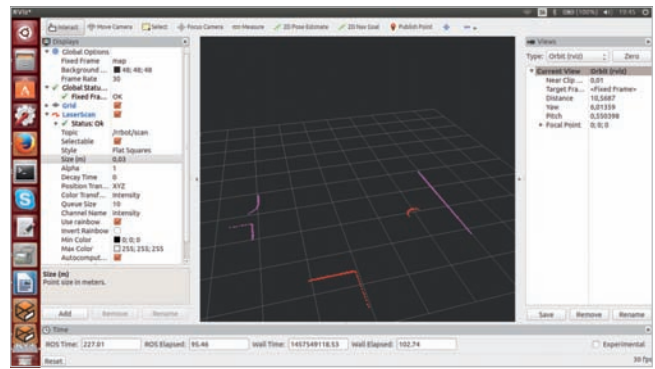 RViz*
(100%) 19:45
Interact Move Camera Select Focus Camera Measure 2D Pose Estimate 2D Nav Goal Publish Point
Displays
Global Options
Fixed Frame map
Background ... 48; 48; 48
Frame Rate 30
Global Statu...
Fixed Fra... OK
Grid
LaserScan
Status: Ok
Topic /rrbot/scan
Selectable
Style Flat Squares
Size (m) 0,03
Alpha 1
Decay Time 0
Position Tran... XYZ
Color Transf... Intensity
Queue Size 10
Channel Name intensity
Use rainbow
Invert Rainbow
Min Color 0; 0; 0
Max Color 255; 255; 255
Autocomput...
Size (m)
Point size in meters.
Add Remove Rename
Views
Type: Orbit (rviz) Zero
Current View Orbit (rviz)
Near Clip ... 0,01
Target Fra... <Fixed Frame>
Distance 10,5687
Yaw 6,01359
Pitch 0,550398
Focal Point 0; 0; 0
Save Remove Rename
Time
ROS Time: 227.01 ROS Elapsed: 95.46 Wall Time: 1457549118.53 Wall Elapsed: 102.74 Experimental
Reset 30 fps